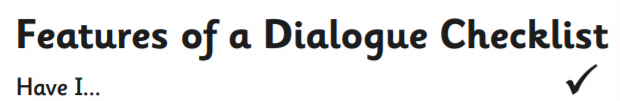 Features of a Dialogue Checklist
Have I... ✓